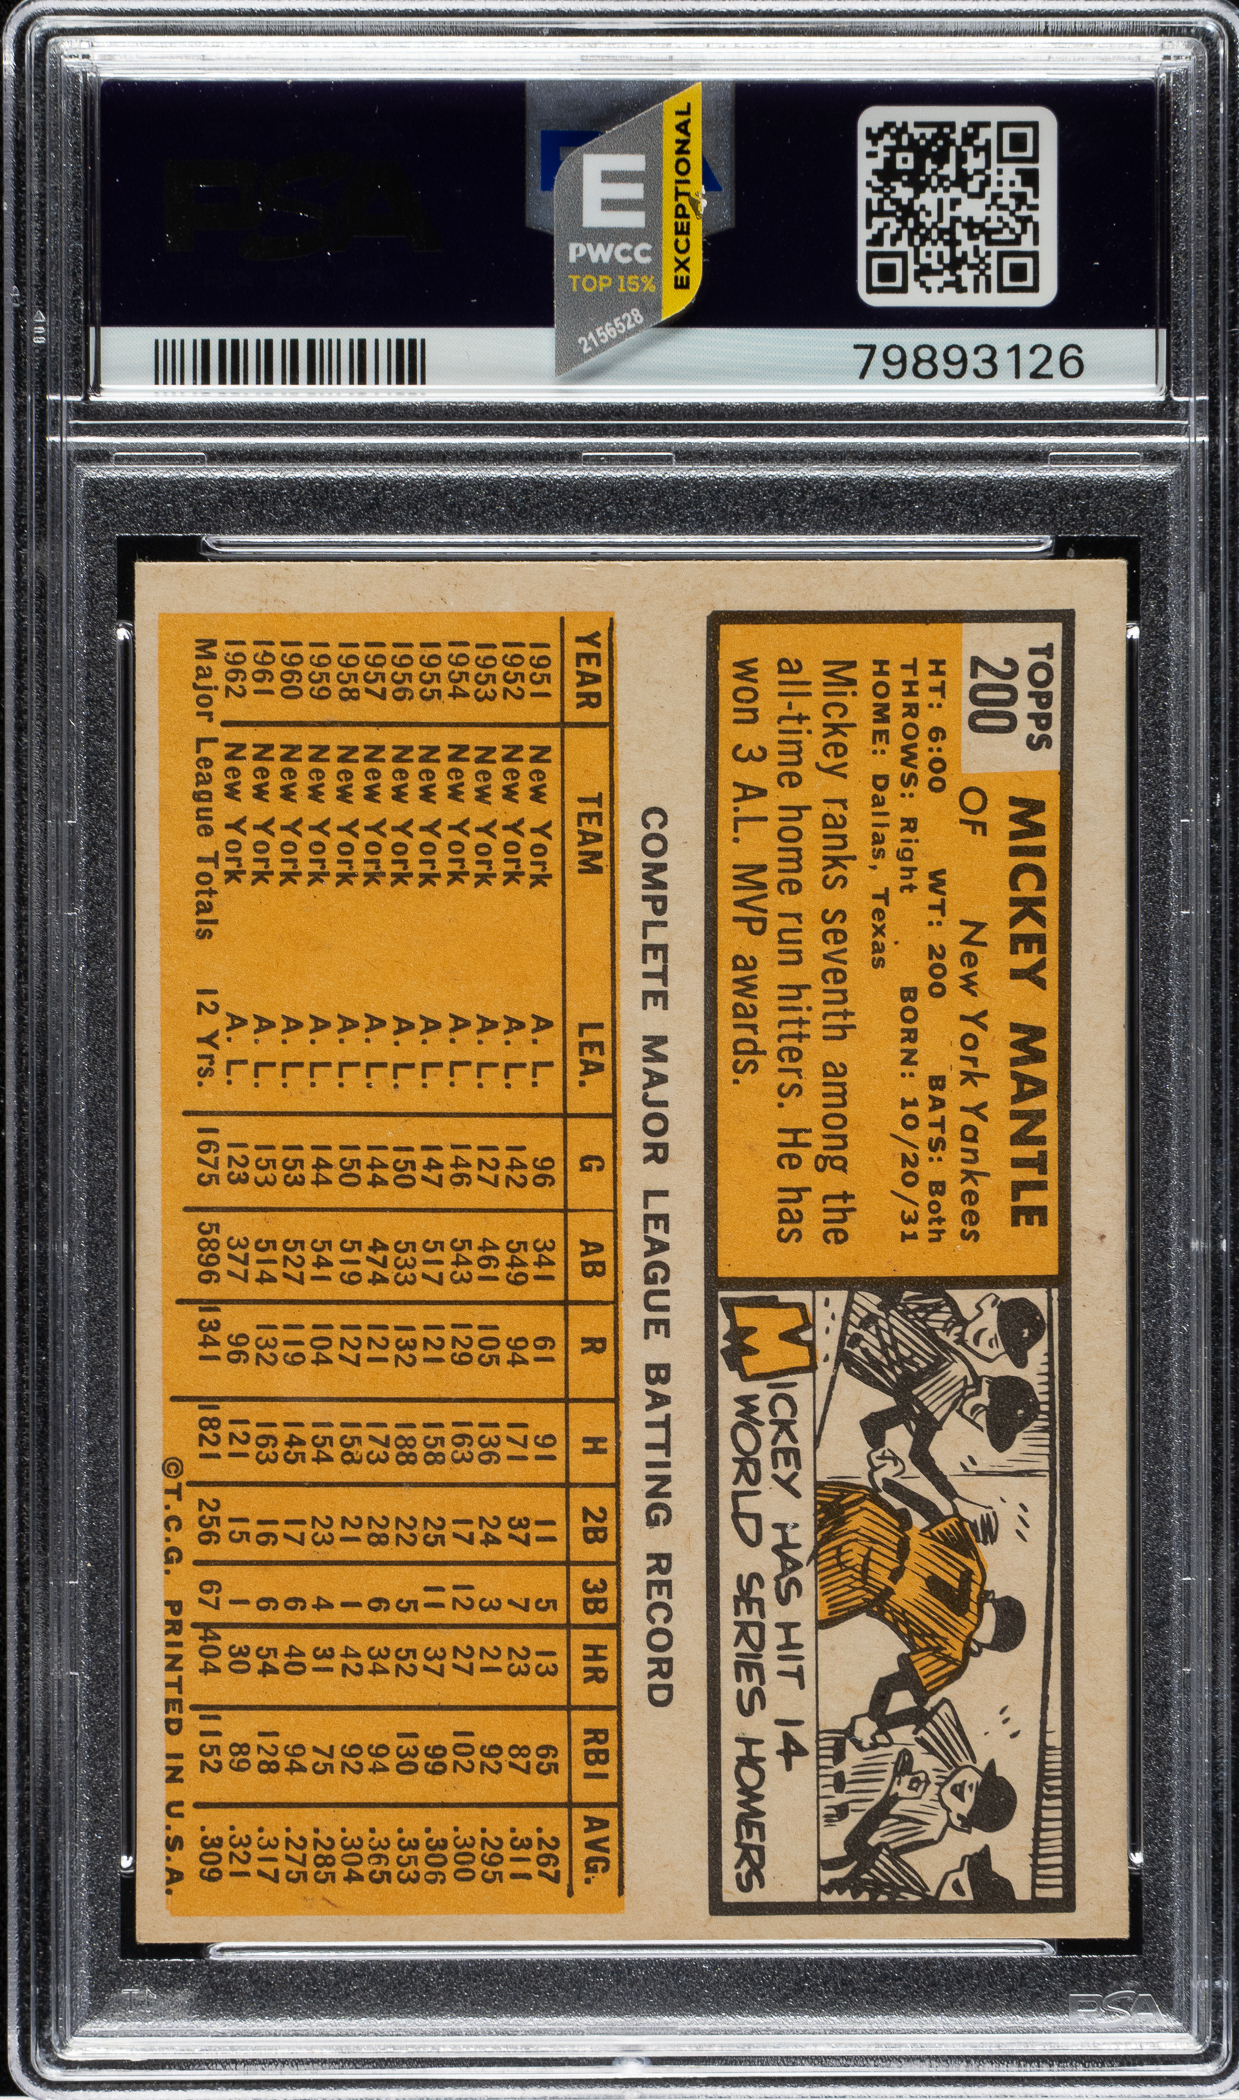 PSA
E
PWCC
TOP 15%
EXCEPTIONAL
2156528
79893126
TOPPS
200
MICKEY MANTLE
OF New York Yankees
HT: 6:00 WT: 200 BATS: Both
THROWS: Right BORN: 10/20/31
HOME: Dallas, Texas
Mickey ranks seventh among the
all-time home run hitters. He has
won 3 A.L. MVP awards.
MICKEY HAS HIT 14
WORLD SERIES HOMERS
COMPLETE MAJOR LEAGUE BATTING RECORD
YEAR TEAM LEA. G AB R H 2B 3B HR RBI AVG.
1951 New York A. L. 96 341 61 91 11 5 13 65 .267
1952 New York A. L. 142 549 94 171 37 7 23 87 .311
1953 New York A. L. 127 461 105 136 24 3 21 92 .295
1954 New York A. L. 146 543 129 163 17 12 27 102 .300
1955 New York A. L. 147 517 121 158 25 11 37 99 .306
1956 New York A. L. 150 533 132 188 22 5 52 130 .353
1957 New York A. L. 144 474 121 173 28 6 34 94 .365
1958 New York A. L. 150 519 127 158 21 1 42 92 .304
1959 New York A. L. 144 541 104 154 23 4 31 75 .285
1960 New York A. L. 153 527 119 145 17 6 40 94 .275
1961 New York A. L. 153 514 132 163 16 6 54 128 .317
1962 New York A. L. 123 377 96 121 15 1 30 89 .321
Major League Totals 12 Yrs. 1675 5896 1341 1821 256 67 404 1152 .309
©T.C.G. PRINTED IN U.S.A.
PSA